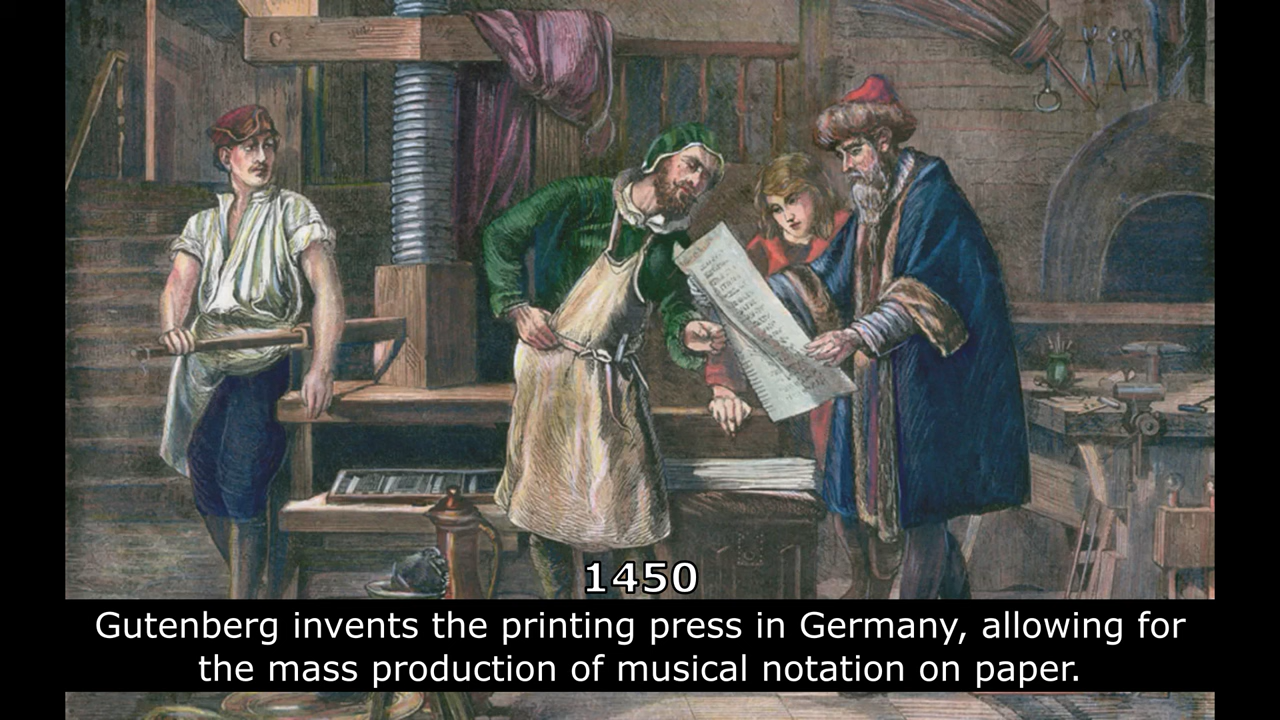 1450
Gutenberg invents the printing press in Germany, allowing for
the mass production of musical notation on paper.